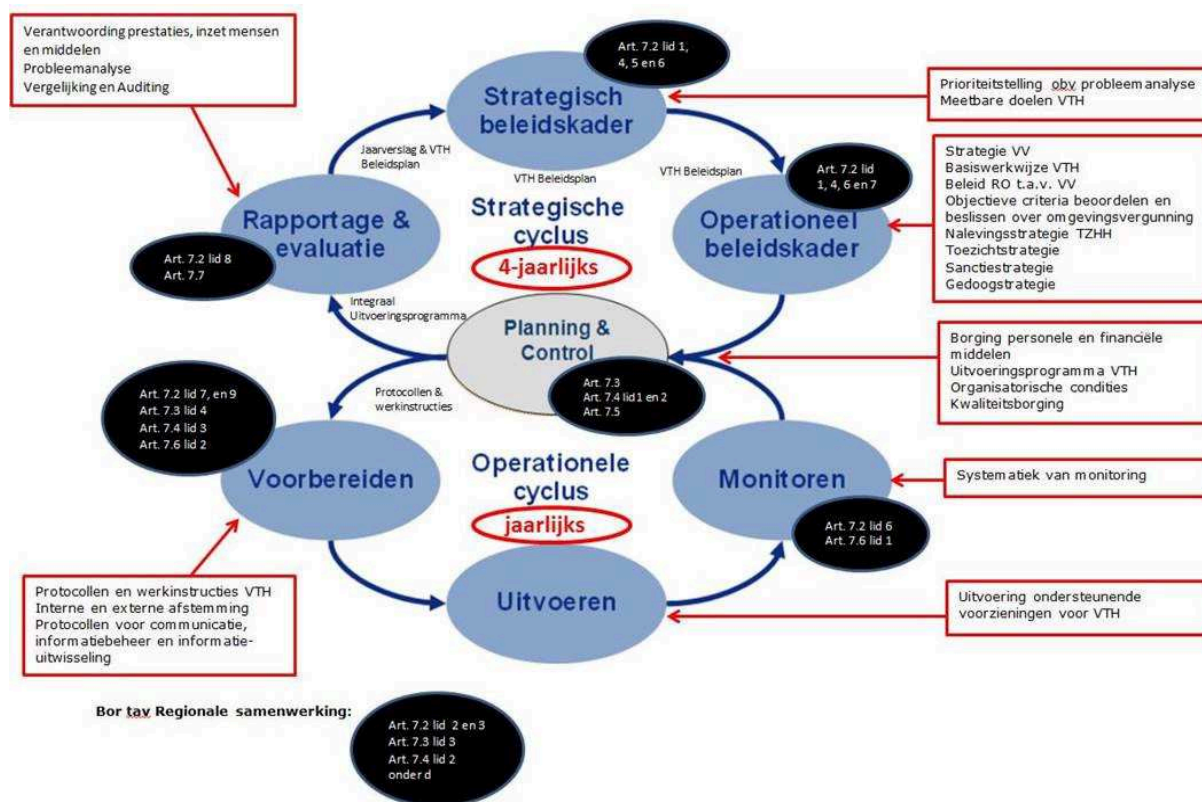 Verantwoording prestaties, inzet mensen
en middelen
Probleemanalyse
Vergelijking en Auditing
Art. 7.2 lid 1,
4, 5 en 6
Strategisch
beleidskader
Prioriteitstelling obv probleemanalyse
Meetbare doelen VTH
Jaarverslag & VTH
Beleidsplan
VTH Beleidsplan
VTH Beleidsplan
Art. 7.2 lid
1, 4, 6 en 7
Strategie VV
Basiswerkwijze VTH
Beleid RO t.a.v. VV
Objectieve criteria beoordelen en
beslissen over omgevingsvergunning
Nalevingsstrategie TZHH
Toezichtstrategie
Sanctiestrategie
Gedoogstrategie
Rapportage &
evaluatie
Art. 7.2 lid 8
Art. 7.7
Strategische
cyclus
4-jaarlijks
Operationeel
beleidskader
Integraal
Uitvoeringsprogramma
Planning &
Control
Art. 7.3
Art. 7.4 lid1 en 2
Art. 7.5
Borging personele en financiële
middelen
Uitvoeringsprogramma VTH
Organisatorische condities
Kwaliteitsborging
Protocollen &
werkinstructies
Art. 7.2 lid 7, en 9
Art. 7.3 lid 4
Art. 7.4 lid 3
Art. 7.6 lid 2
Voorbereiden
Operationele
cyclus
jaarlijks
Monitoren
Art. 7.2 lid 6
Art. 7.6 lid 1
Systematiek van monitoring
Protocollen en werkinstructies VTH
Interne en externe afstemming
Protocollen voor communicatie,
informatiebeheer en informatie-
uitwisseling
Uitvoeren
Uitvoering ondersteunende
voorzieningen voor VTH
Bor tav Regionale samenwerking:
Art. 7.2 lid 2 en 3
Art. 7.3 lid 3
Art. 7.4 lid 2
onder d